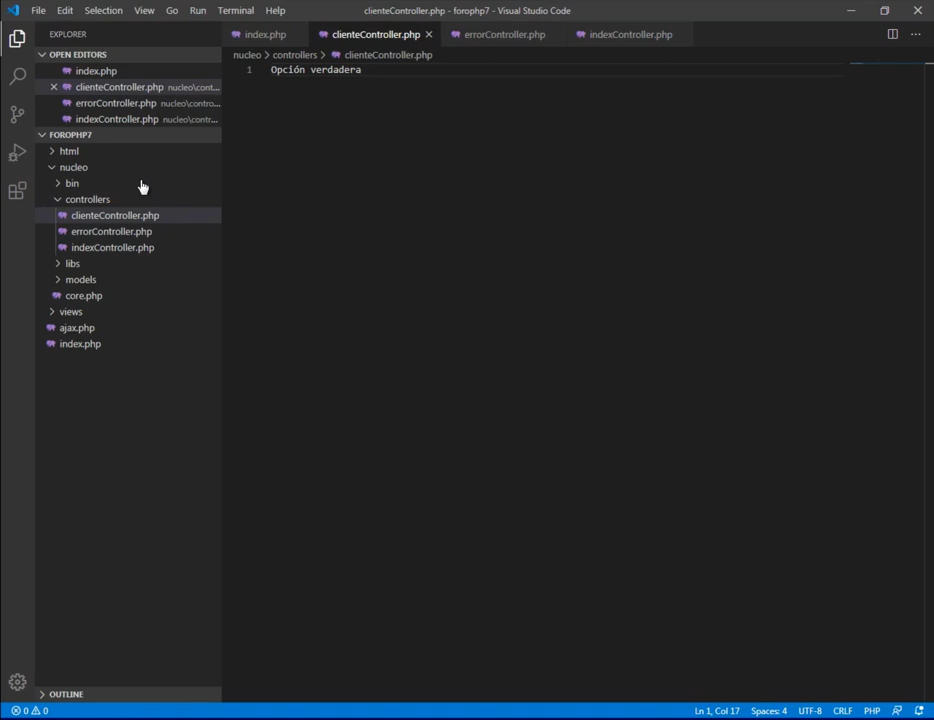 File Edit Selection View Go Run Terminal Help clienteController.php - forophp7 - Visual Studio Code
EXPLORER
OPEN EDITORS
index.php
clienteController.php nucleo\cont...
errorController.php nucleo\contro...
indexController.php nucleo\contr...
FOROPHP7
html
nucleo
bin
controllers
clienteController.php
errorController.php
indexController.php
libs
models
core.php
views
ajax.php
index.php
OUTLINE
index.php clienteController.php errorController.php indexController.php
nucleo > controllers > clienteController.php
1 Opción verdadera
0 0 Ln 1, Col 17 Spaces: 4 UTF-8 CRLF PHP